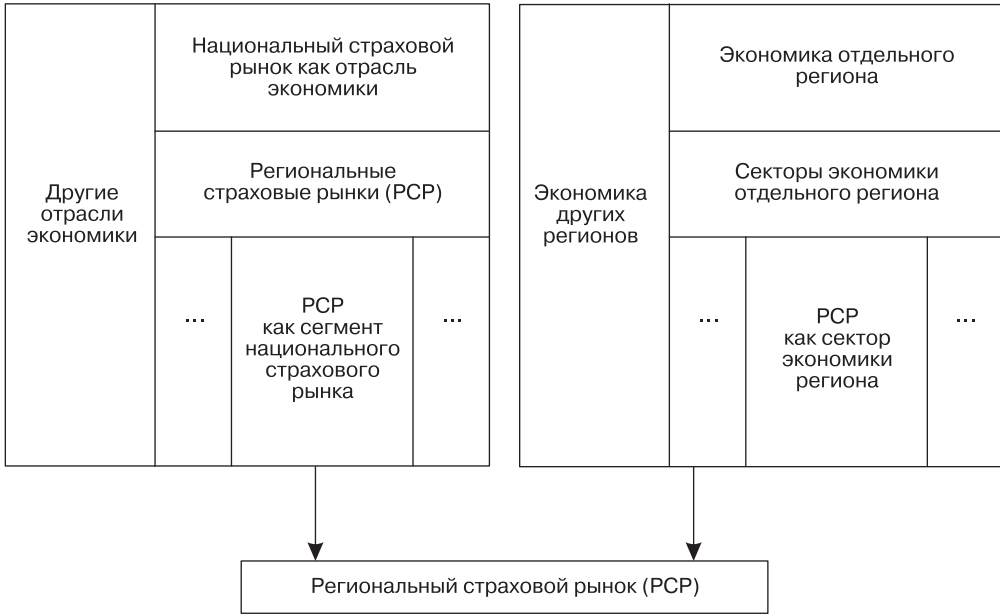 Национальный страховой
рынок как отрасль
экономики
Региональные
страховые рынки (РСР)
Другие
отрасли
экономики
...
РСР
как сегмент
национального
страхового
рынка
...
Экономика отдельного
региона
Секторы экономики
отдельного региона
Экономика
других
регионов
...
РСР
как сектор
экономики
региона
...
Региональный страховой рынок (РСР)